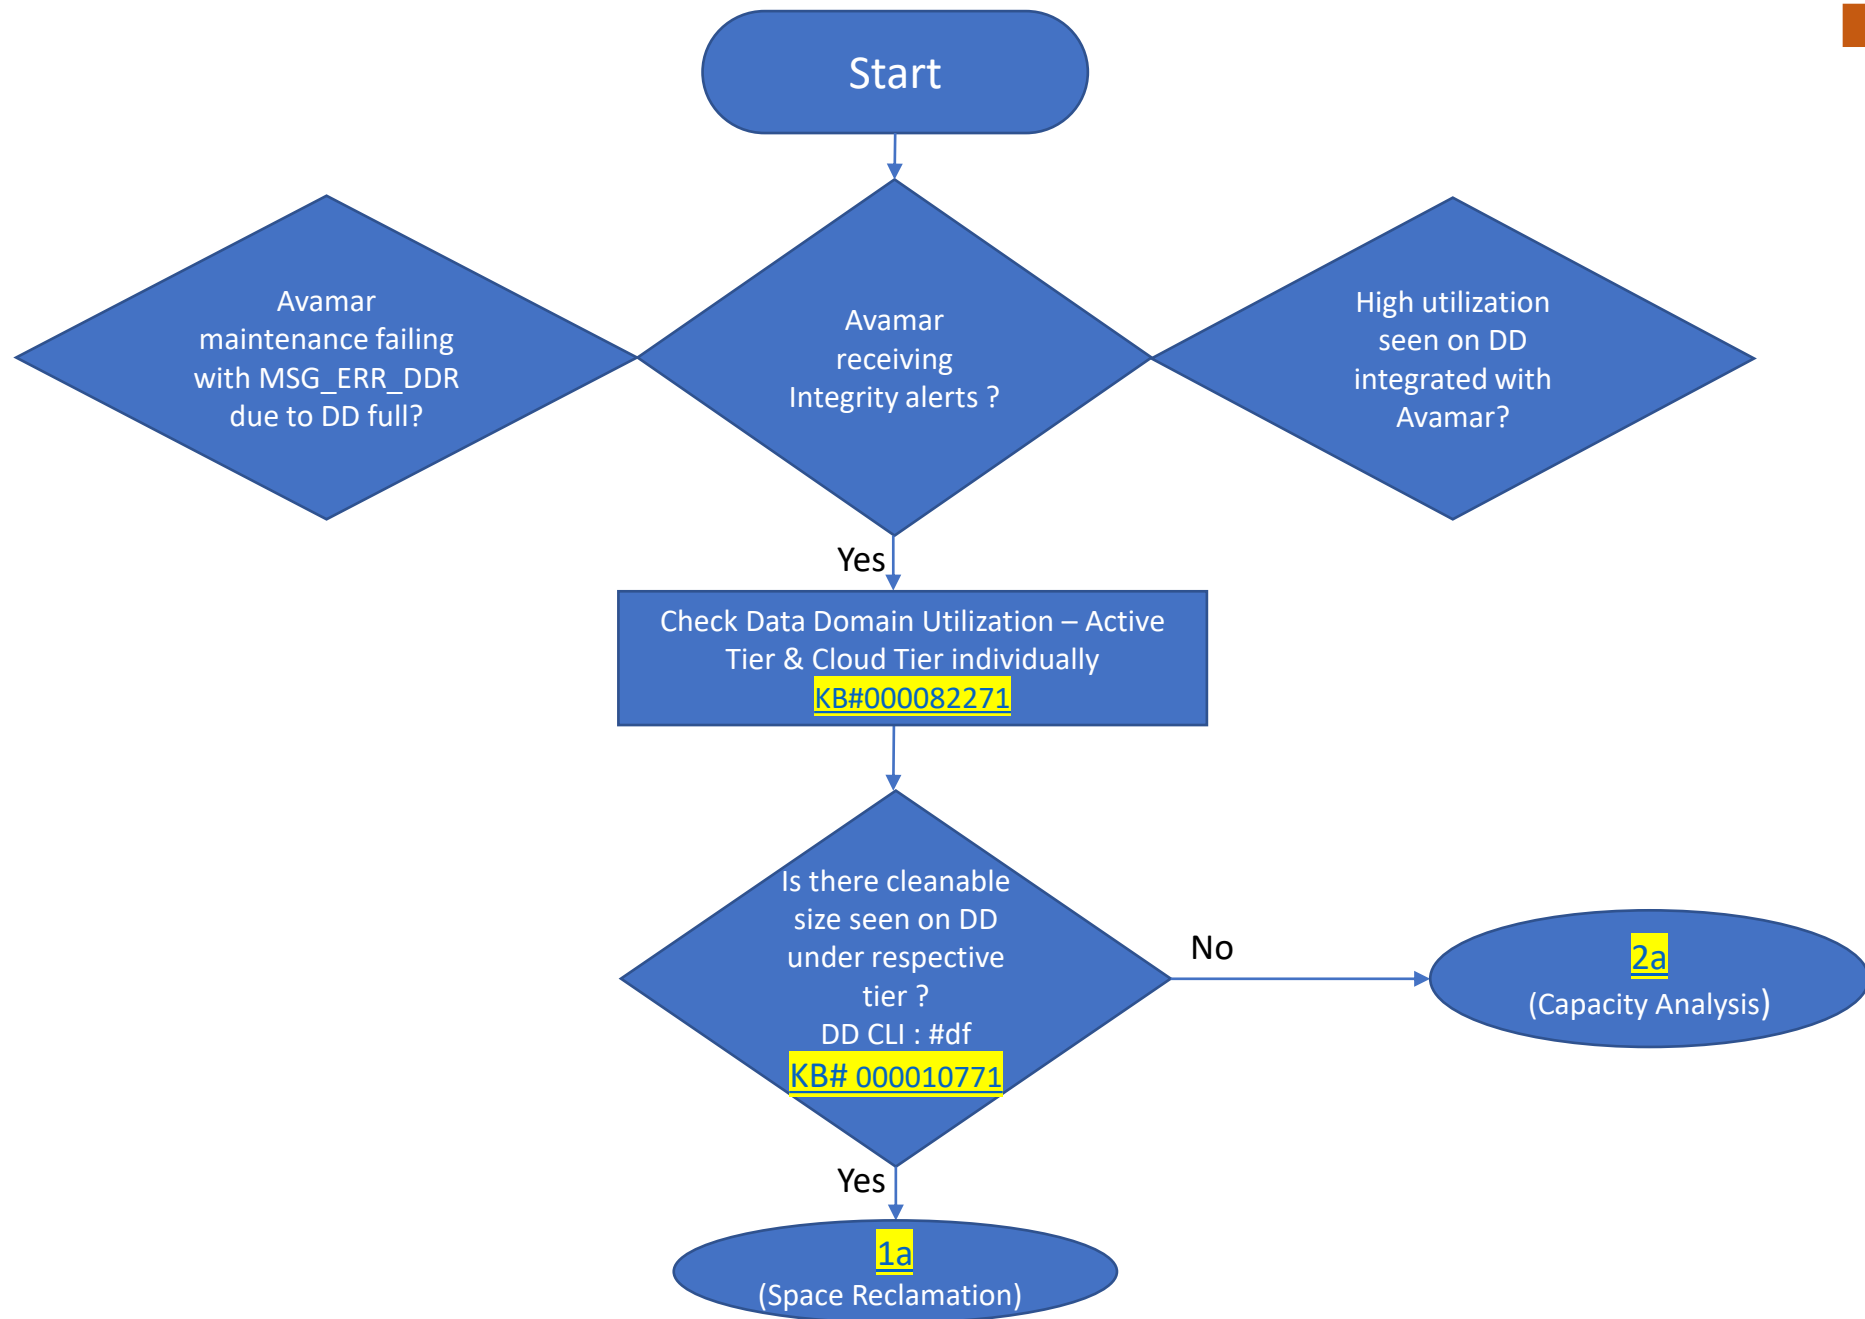 Start
Avamar
maintenance failing
with MSG_ERR_DDR
due to DD full?
Avamar
receiving
Integrity alerts ?
High utilization
seen on DD
integrated with
Avamar?
Yes
Check Data Domain Utilization – Active
Tier & Cloud Tier individually
KB#000082271
Is there cleanable
size seen on DD
under respective
tier ?
DD CLI : #df
KB# 000010771
No
2a
(Capacity Analysis)
Yes
1a
(Space Reclamation)